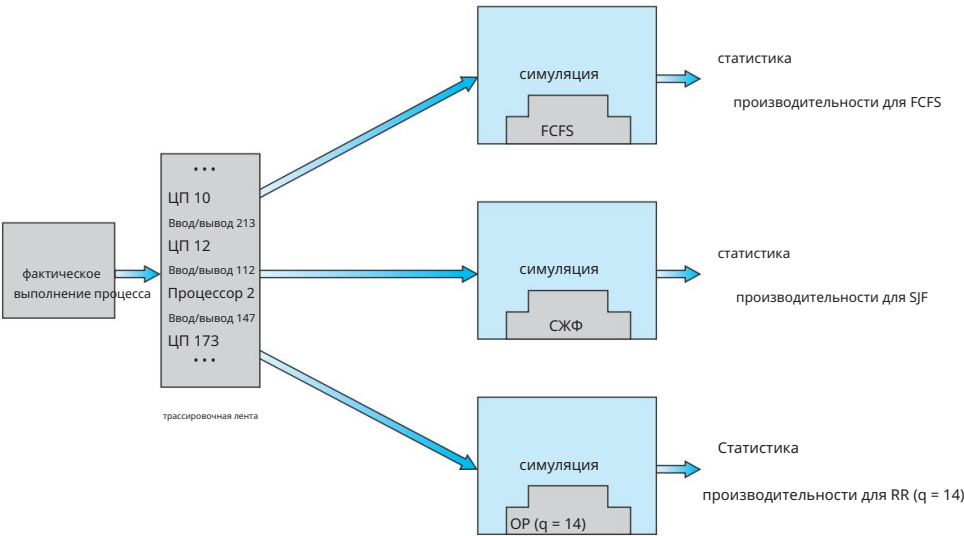 симуляция
FCFS
статистика
производительности для FCFS
фактическое
выполнение процесса
• • •
ЦП 10
Ввод/вывод 213
ЦП 12
Ввод/вывод 112
Процессор 2
Ввод/вывод 147
ЦП 173
• • •
трассировочная лента
симуляция
СЖФ
статистика
производительности для SJF
симуляция
ОР (q = 14)
Статистика
производительности для RR (q = 14)